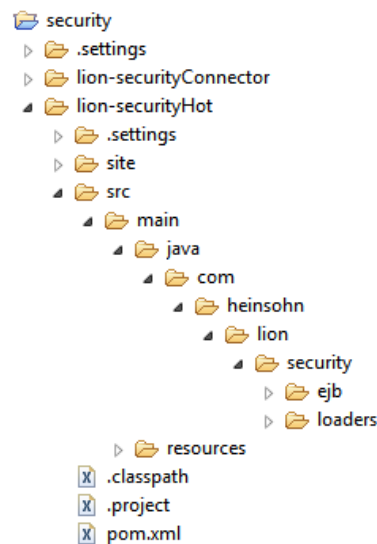 security
.settings
lion-securityConnector
lion-securityHot
.settings
site
src
main
java
com
heinsohn
lion
security
ejb
loaders
resources
.classpath
.project
pom.xml